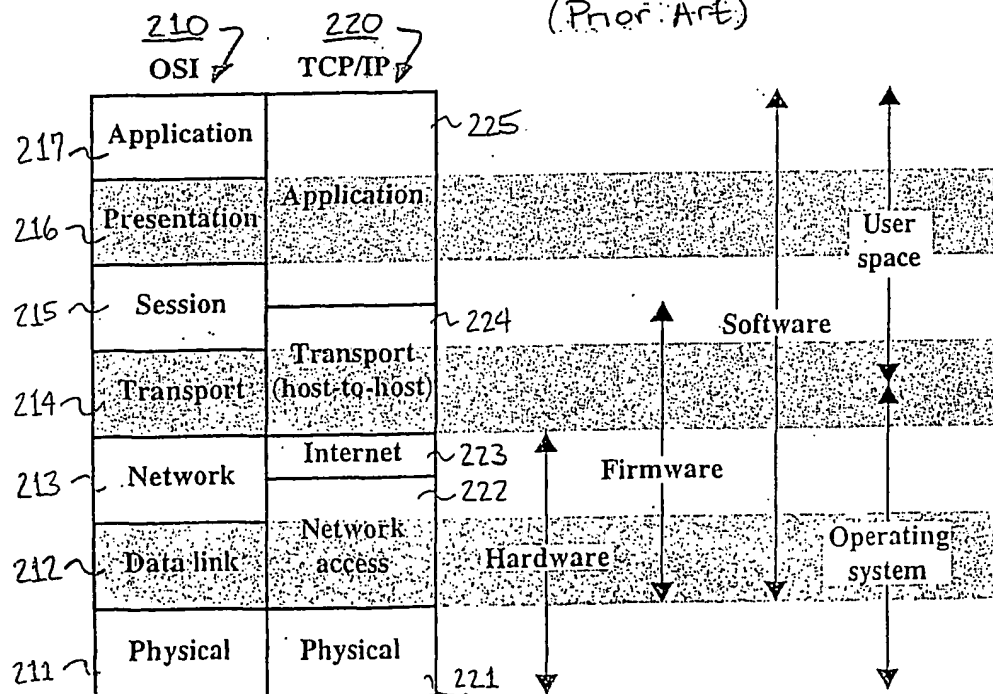 (Prior Art)
210 220
OSI TCP/IP
217 Application 225
216 Presentation Application
User
space
215 Session 224
Software
214 Transport Transport
(host-to-host)
Internet 223
213 Network 222
Firmware
212 Data link Network
access
Hardware
Operating
system
211 Physical Physical 221